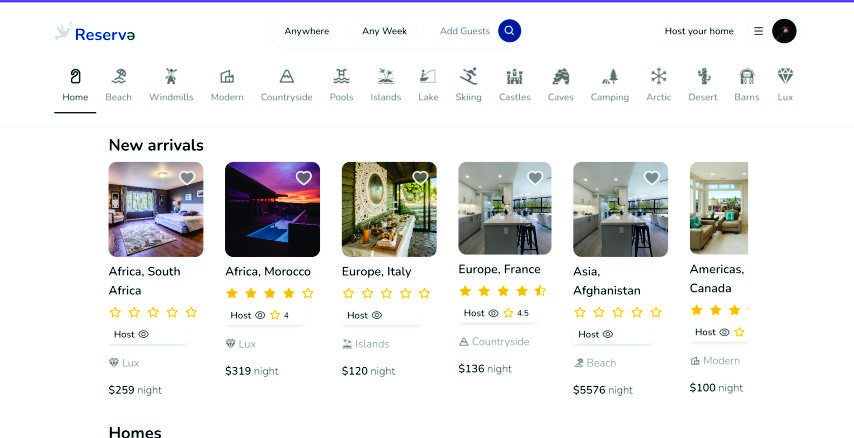 Reservə
Anywhere
Any Week
Add Guests
Host your home
Home
Beach
Windmills
Modern
Countryside
Pools
Islands
Lake
Skiing
Castles
Caves
Camping
Arctic
Desert
Barns
Lux
New arrivals
Africa, South
Africa
Host
Lux
$259 night
Africa, Morocco
Host 4
Lux
$319 night
Europe, Italy
Host
Islands
$120 night
Europe, France
Host 4.5
Countryside
$136 night
Asia,
Afghanistan
Host
Beach
$5576 night
Americas,
Canada
Host
Modern
$100 night
Homes